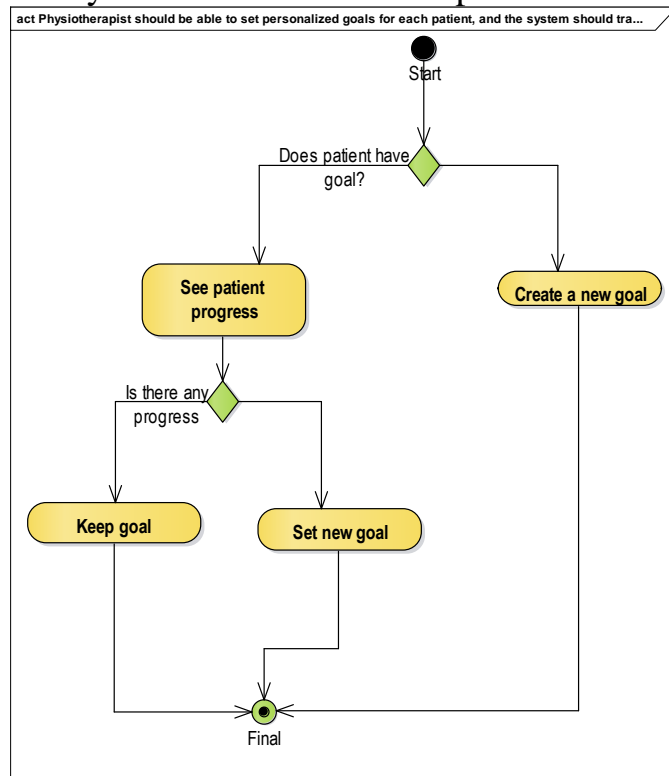 act Physiotherapist should be able to set personalized goals for each patient, and the system should tra...
Start
Does patient have
goal?
See patient
progress
Create a new goal
Is there any
progress
Keep goal
Set new goal
Final